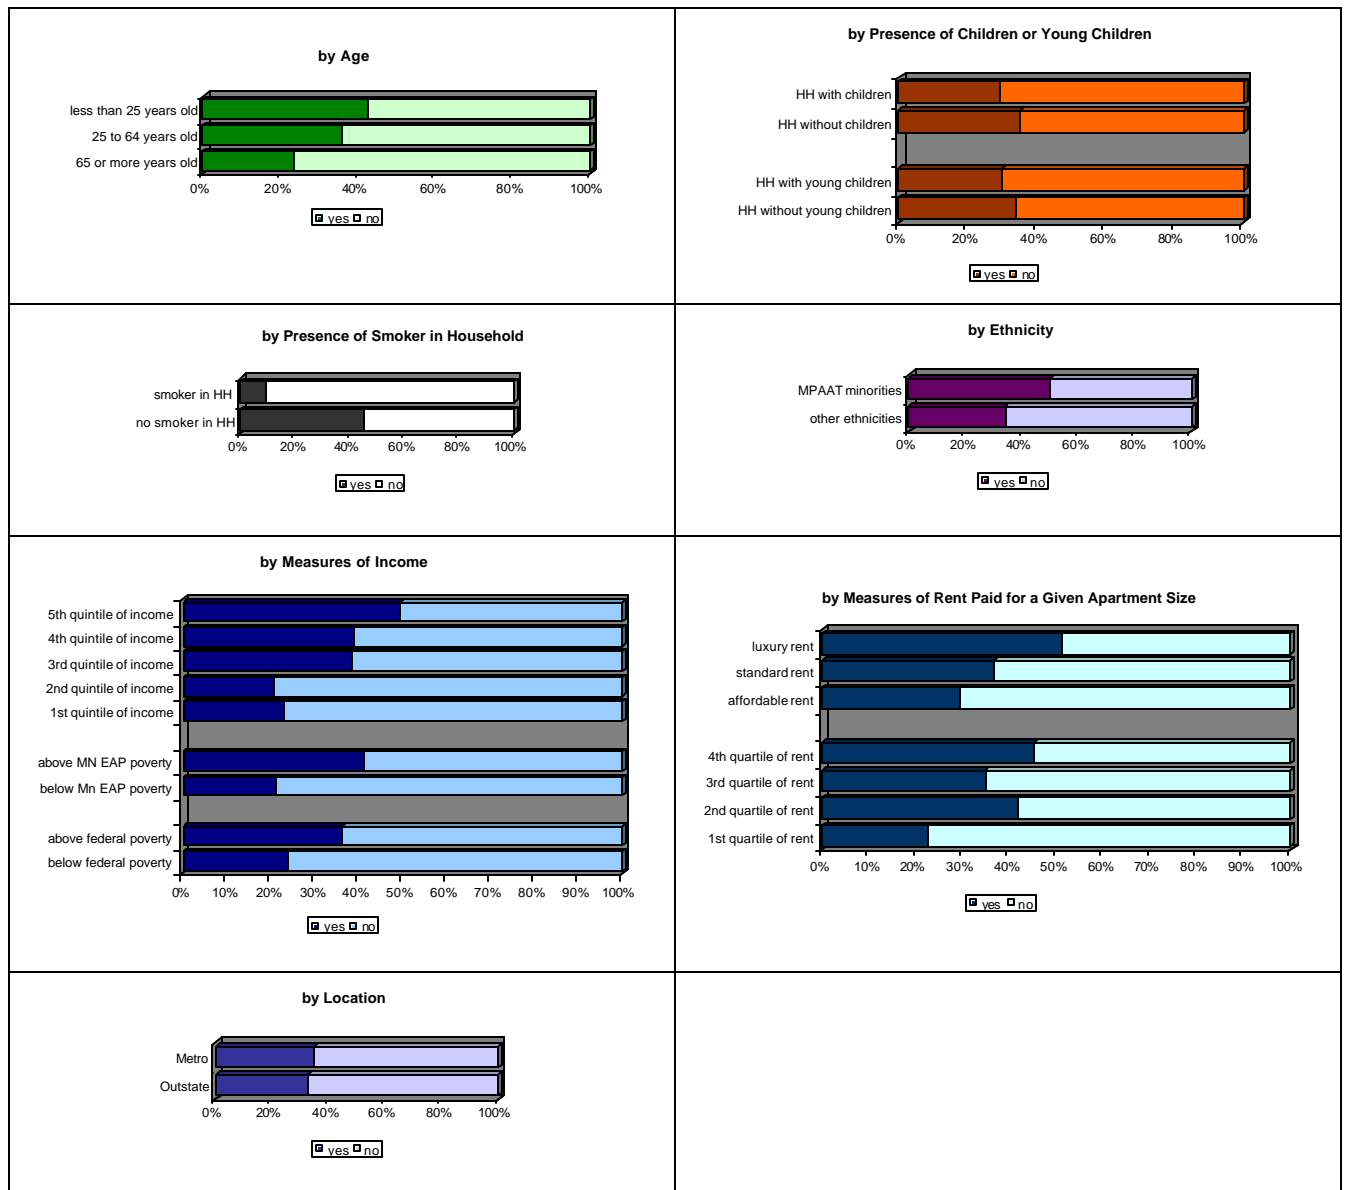 by Age
less than 25 years old
25 to 64 years old
65 or more years old
0% 20% 40% 60% 80% 100%
yes no
by Presence of Children or Young Children
HH with children
HH without children
HH with young children
HH without young children
0% 20% 40% 60% 80% 100%
yes no
by Presence of Smoker in Household
smoker in HH
no smoker in HH
0% 20% 40% 60% 80% 100%
yes no
by Ethnicity
MPAAT minorities
other ethnicities
0% 20% 40% 60% 80% 100%
yes no
by Measures of Income
5th quintile of income
4th quintile of income
3rd quintile of income
2nd quintile of income
1st quintile of income
above MN EAP poverty
below Mn EAP poverty
above federal poverty
below federal poverty
0% 10% 20% 30% 40% 50% 60% 70% 80% 90% 100%
yes no
by Measures of Rent Paid for a Given Apartment Size
luxury rent
standard rent
affordable rent
4th quartile of rent
3rd quartile of rent
2nd quartile of rent
1st quartile of rent
0% 10% 20% 30% 40% 50% 60% 70% 80% 90% 100%
yes no
by Location
Metro
Outstate
0% 20% 40% 60% 80% 100%
yes no